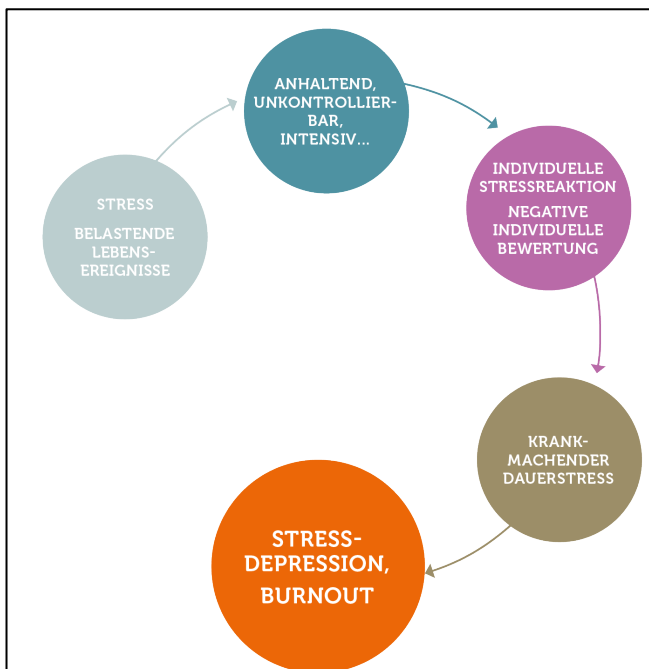 STRESS
BELASTENDE
LEBENS-
EREIGNISSE
ANHALTEND,
UNKONTROLLIER-
BAR,
INTENSIV...
INDIVIDUELLE
STRESSREAKTION
NEGATIVE
INDIVIDUELLE
BEWERTUNG
KRANK-
MACHENDER
DAUERSTRESS
STRESS-
DEPRESSION,
BURNOUT